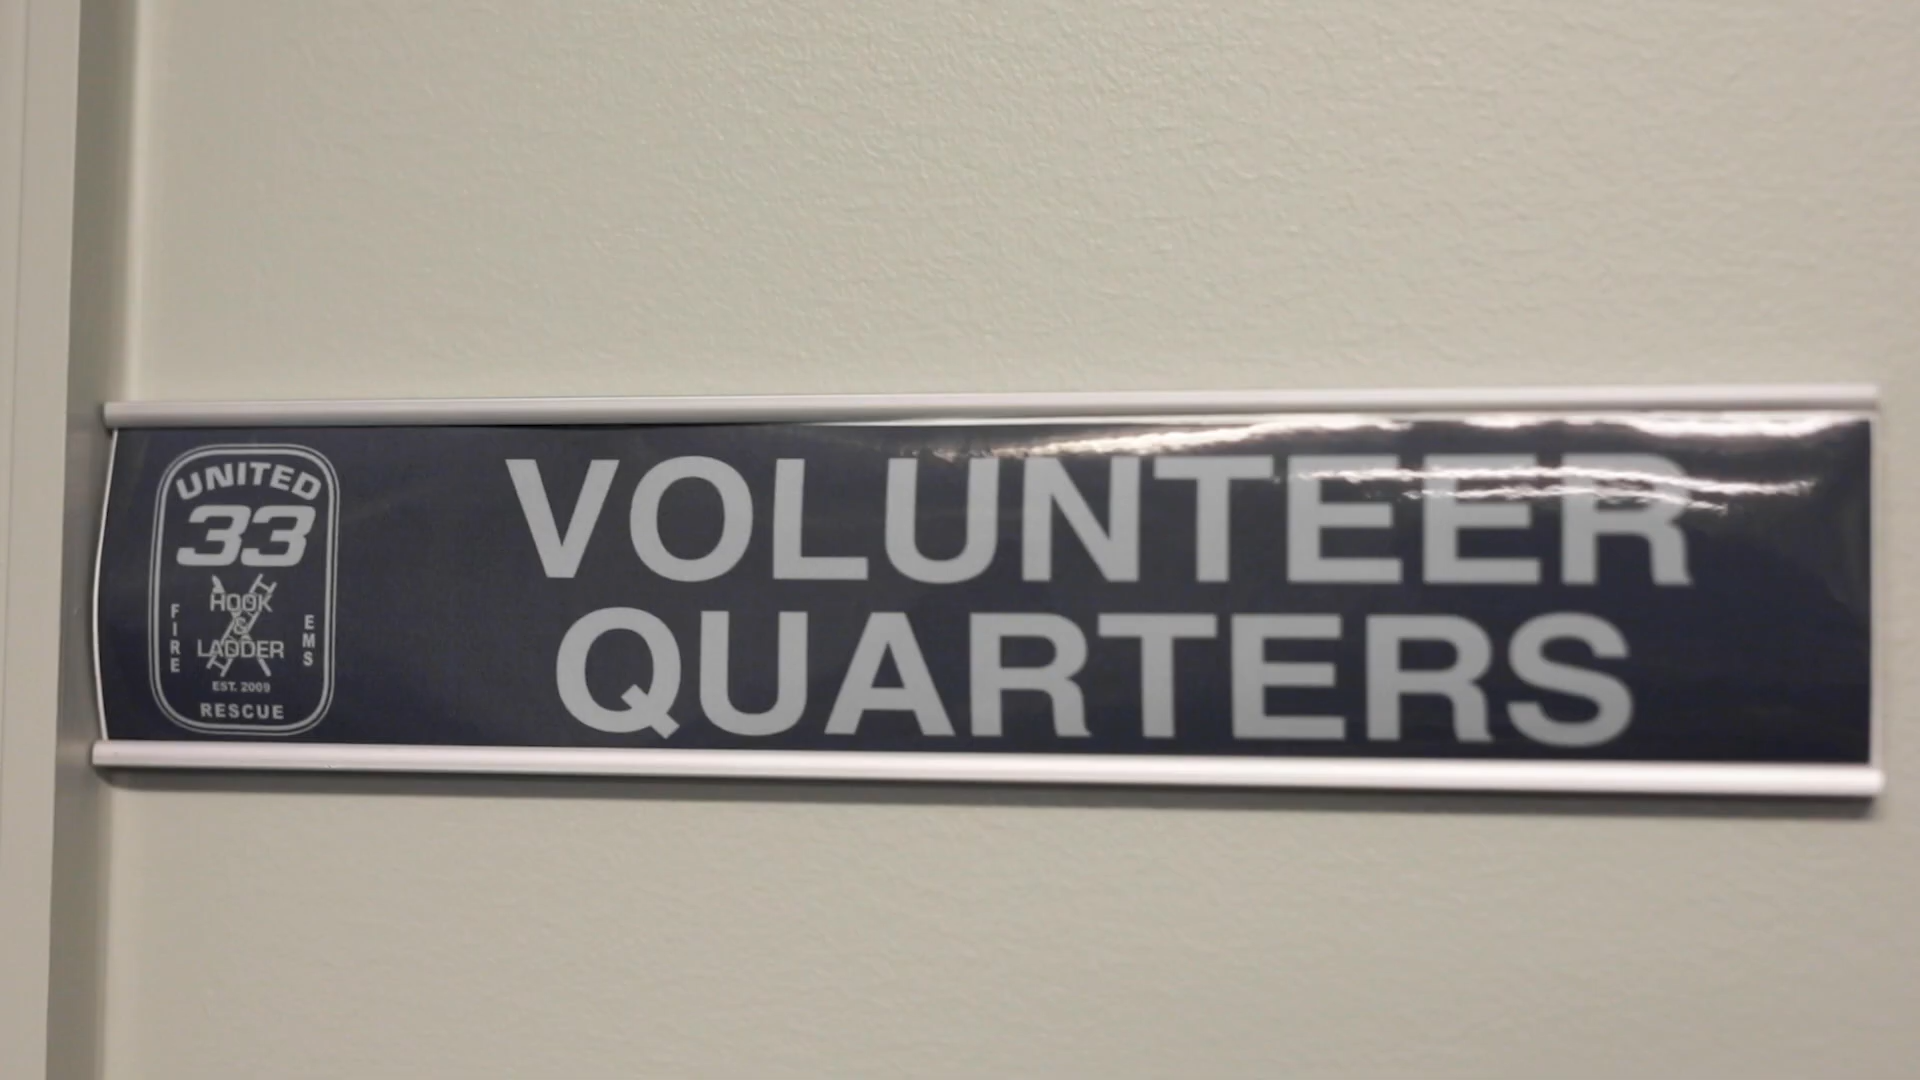 UNITED
33
HOOK
&
LADDER
FIRE
EMS
EST. 2009
RESCUE
VOLUNTEER
QUARTERS